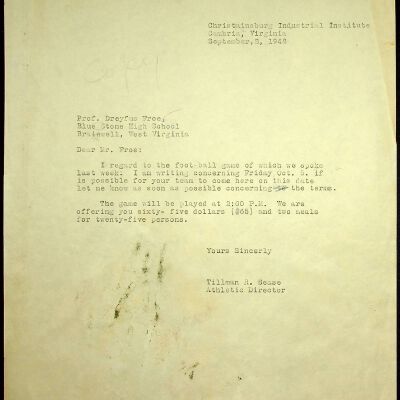 Christainsburg Industrial Institute
Cambria, Virginia
September, 8, 1948
Prof. Dreyfus Froe,
Blue Stone High School
Bramwell, West Virginia
Dear Mr. Froe:
I regard to the foot-ball game of which we spoke
last week: I am writing concerning Friday Oct. 8. if
is possible for your team to come here on this date
let me know as soon as possible concerning the terms.
The game will be played at 2:00 P.M. We are
offering you sixty- five dollars ($65) and two meals
for twenty-five persons.
Yours Sincerly
Tillman R. Sease
Athletic Director